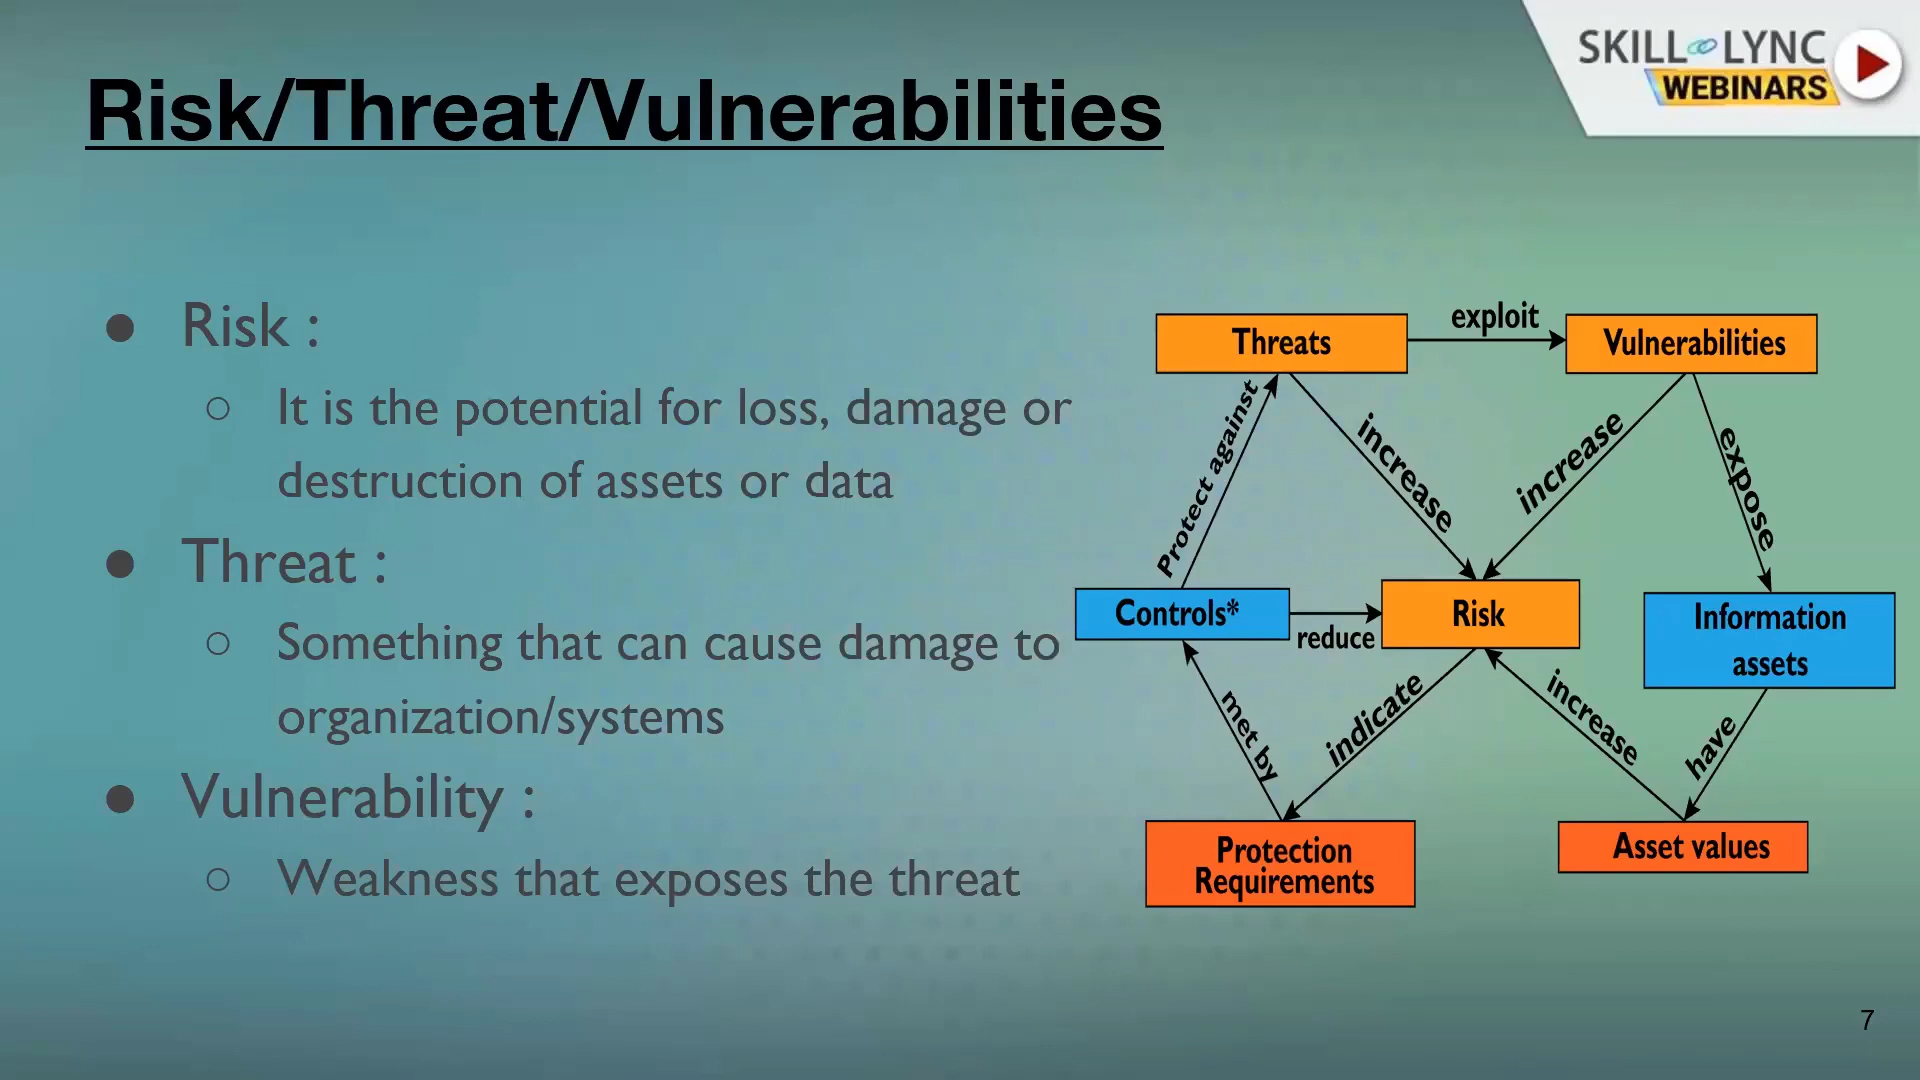 SKILL LYNC
WEBINARS
Risk/Threat/Vulnerabilities
● Risk :
○ It is the potential for loss, damage or
destruction of assets or data
● Threat :
○ Something that can cause damage to
organization/systems
● Vulnerability :
○ Weakness that exposes the threat
Threats
exploit
Vulnerabilities
Protect against
increase
increase
expose
Controls*
reduce
Risk
Information
assets
met by
indicate
increase
have
Protection
Requirements
Asset values
7